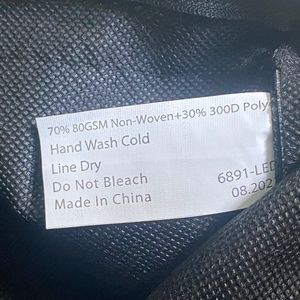 70% 80GSM Non-Woven+30% 300D Poly
Hand Wash Cold
Line Dry
Do Not Bleach
Made In China
6891-LED
08.202